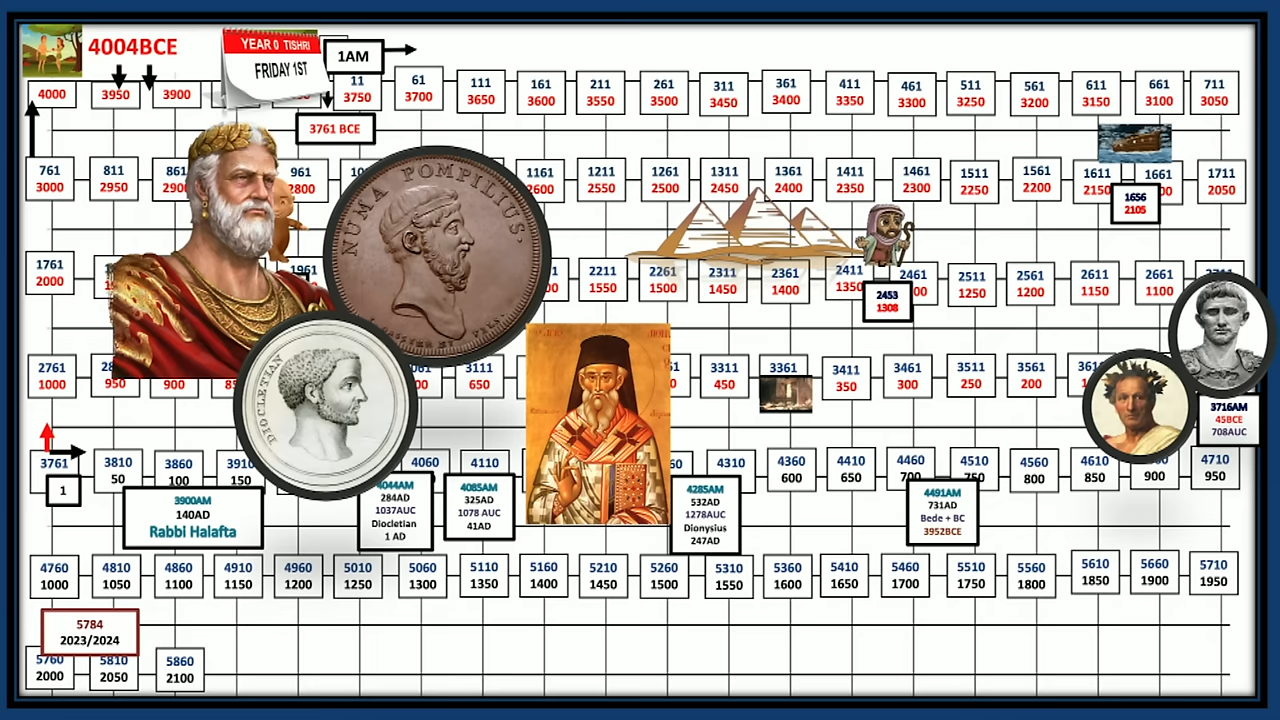 4004BCE
YEAR 0 TISHRI
FRIDAY 1ST
1AM
11 61 111 161 211 261 311 361 411 461 511 561 611 661 711
4000 3950 3900 3750 3700 3650 3600 3550 3500 3450 3400 3350 3300 3250 3200 3150 3100 3050
3761 BCE
761 811 861 961 1161 1211 1261 1311 1361 1411 1461 1511 1561 1611 1661 1711
3000 2950 2800 2600 2550 2500 2450 2400 2350 2300 2250 2200 2050
1656
2105
NUMA POMPILIUS.
1761 1961 2211 2261 2311 2361 2411 2461 2511 2561 2611 2661
2000 1550 1500 1450 1400 1350 1250 1200 1150 1100
2453
1308
2761 3111 3311 3361 3411 3461 3511 3561
1000 950 900 650 450 350 300 250 200
DIOCLETIAN
3716AM
45BCE
708AUC
3761 3810 3860 3910 4060 4110 4310 4360 4410 4460 4510 4560 4610 4710
50 100 150 600 650 700 750 800 850 900 950
1
3900AM
140AD
Rabbi Halafta
4044AM
284AD
1037AUC
Diocletian
1 AD
4085AM
325AD
1078 AUC
41AD
4285AM
532AD
1278AUC
Dionysius
247AD
4491AM
731AD
Bede + BC
3952BCE
4760 4810 4860 4910 4960 5010 5060 5110 5160 5210 5260 5310 5360 5410 5460 5510 5560 5610 5660 5710
1000 1050 1100 1150 1200 1250 1300 1350 1400 1450 1500 1550 1600 1650 1700 1750 1800 1850 1900 1950
5784
2023/2024
5760 5810 5860
2000 2050 2100